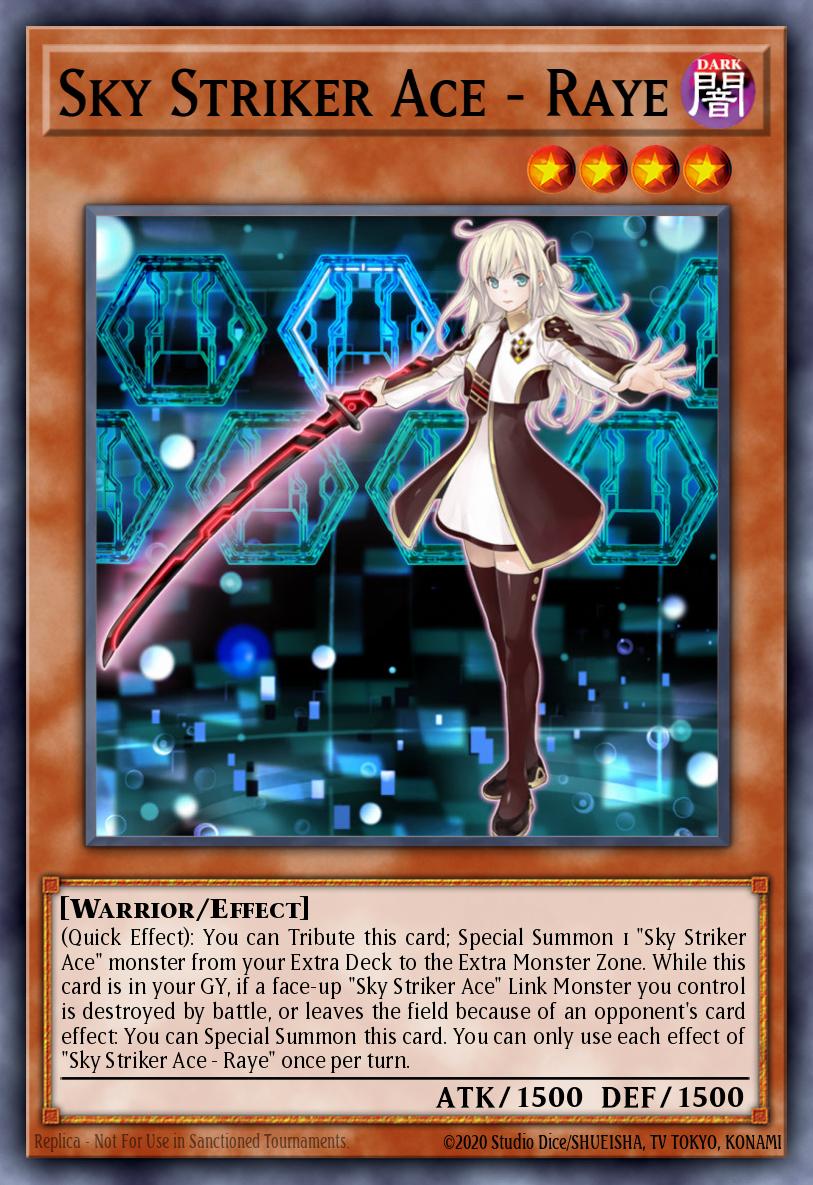 Sky Striker Ace - Raye
DARK
闇
[Warrior/Effect]
(Quick Effect): You can Tribute this card; Special Summon 1 "Sky Striker
Ace" monster from your Extra Deck to the Extra Monster Zone. While this
card is in your GY, if a face-up "Sky Striker Ace" Link Monster you control
is destroyed by battle, or leaves the field because of an opponent's card
effect: You can Special Summon this card. You can only use each effect of
"Sky Striker Ace - Raye" once per turn.
ATK/1500 DEF/1500
Replica - Not For Use in Sanctioned Tournaments.
©2020 Studio Dice/SHUEISHA, TV TOKYO, KONAMI